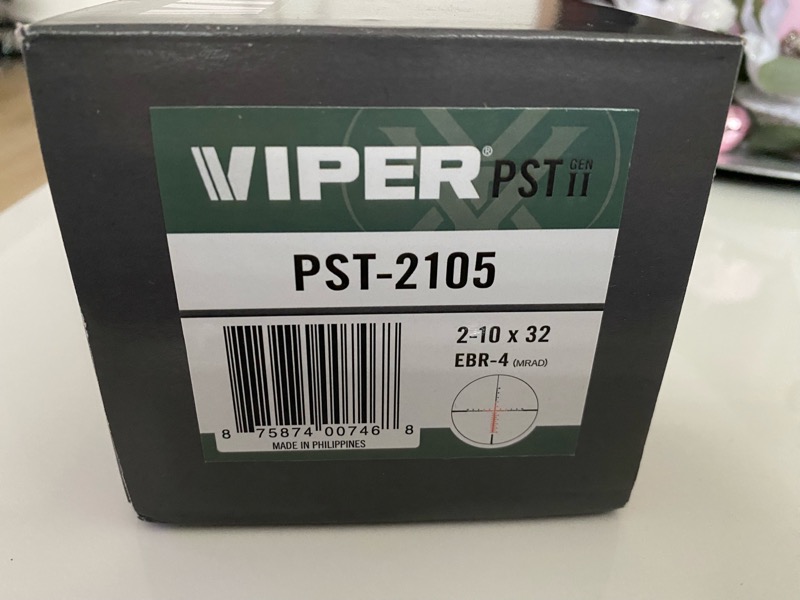 VIPER® PST GEN II
PST-2105
2-10 x 32
EBR-4 (MRAD)
8 75874 00746 8
MADE IN PHILIPPINES